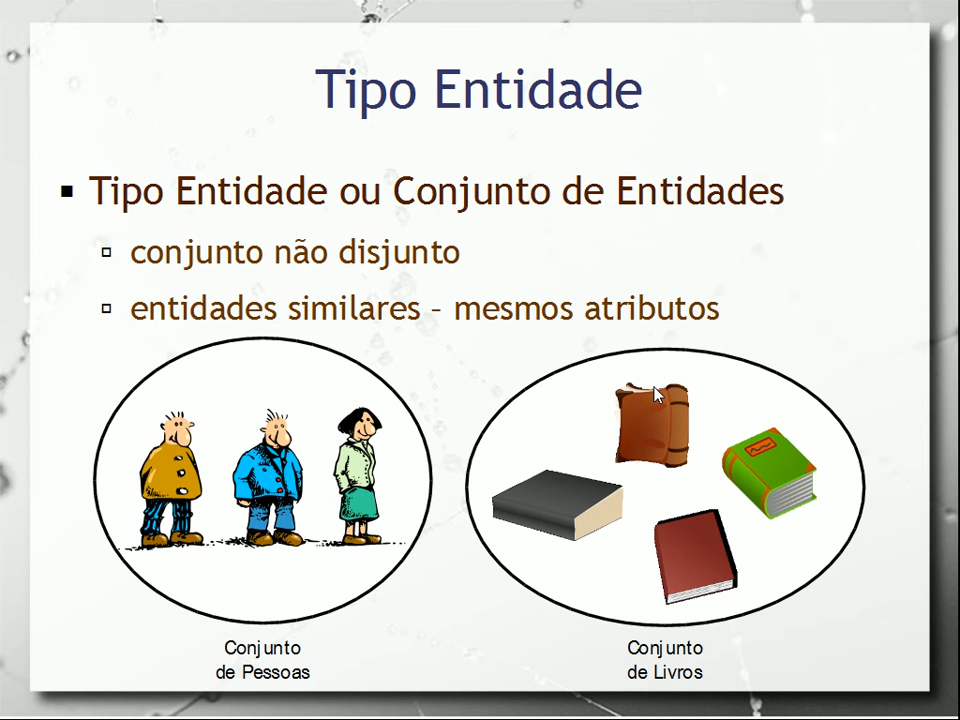 Tipo Entidade
Tipo Entidade ou Conjunto de Entidades
conjunto não disjunto
entidades similares – mesmos atributos
Conjunto
de Pessoas
Conjunto
de Livros